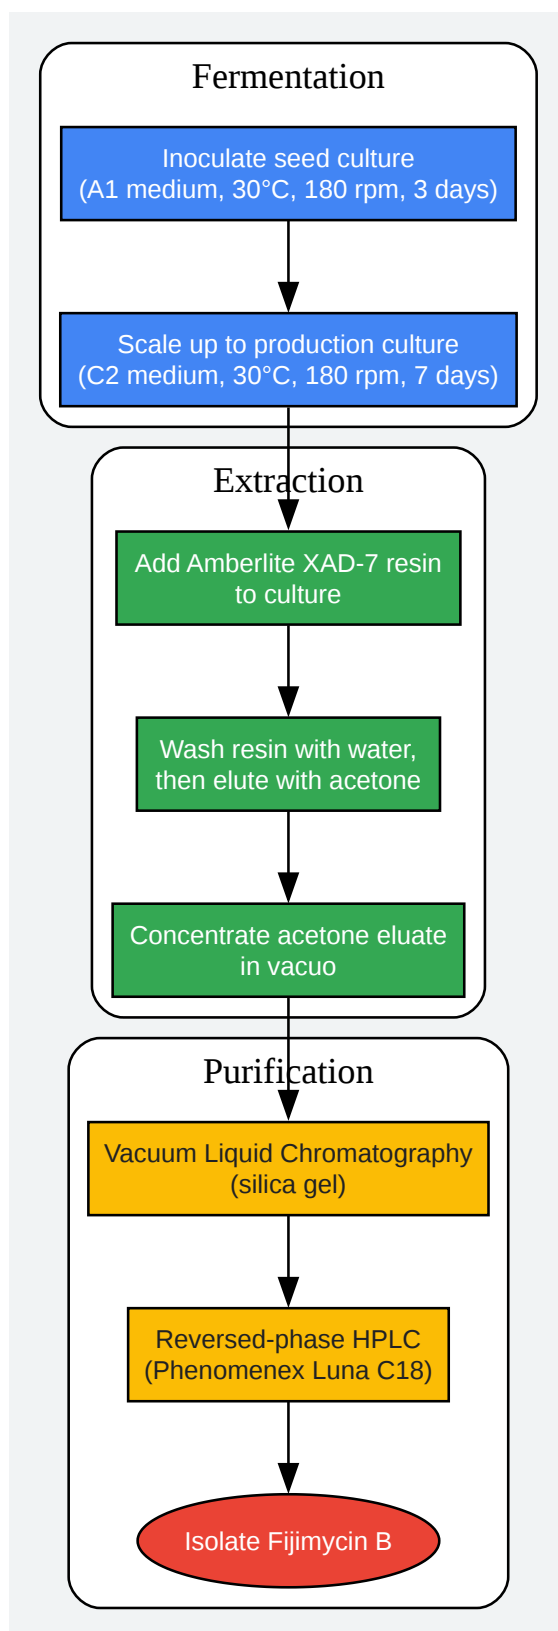 Fermentation
Inoculate seed culture
(A1 medium, 30°C, 180 rpm, 3 days)
Scale up to production culture
(C2 medium, 30°C, 180 rpm, 7 days)
Extraction
Add Amberlite XAD-7 resin
to culture
Wash resin with water,
then elute with acetone
Concentrate acetone eluate
in vacuo
Purification
Vacuum Liquid Chromatography
(silica gel)
Reversed-phase HPLC
(Phenomenex Luna C18)
Isolate Fijimycin B